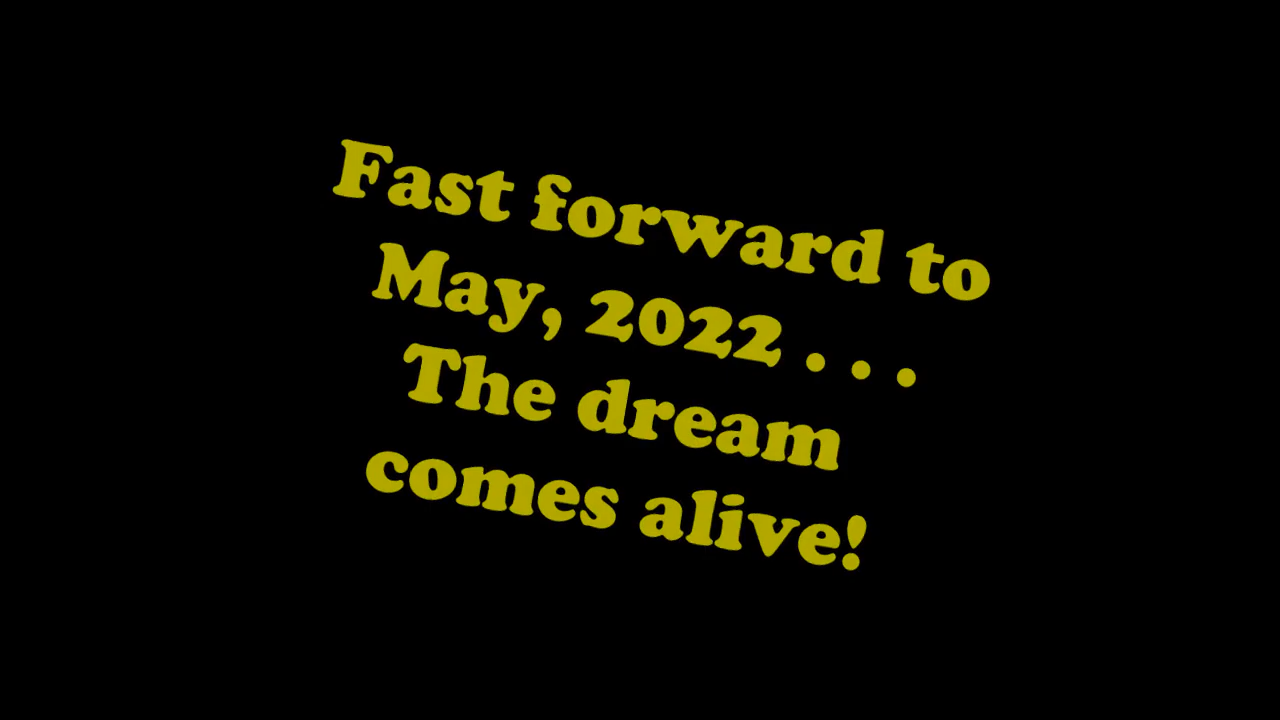 Fast forward to
May, 2022 . . .
The dream
comes alive!